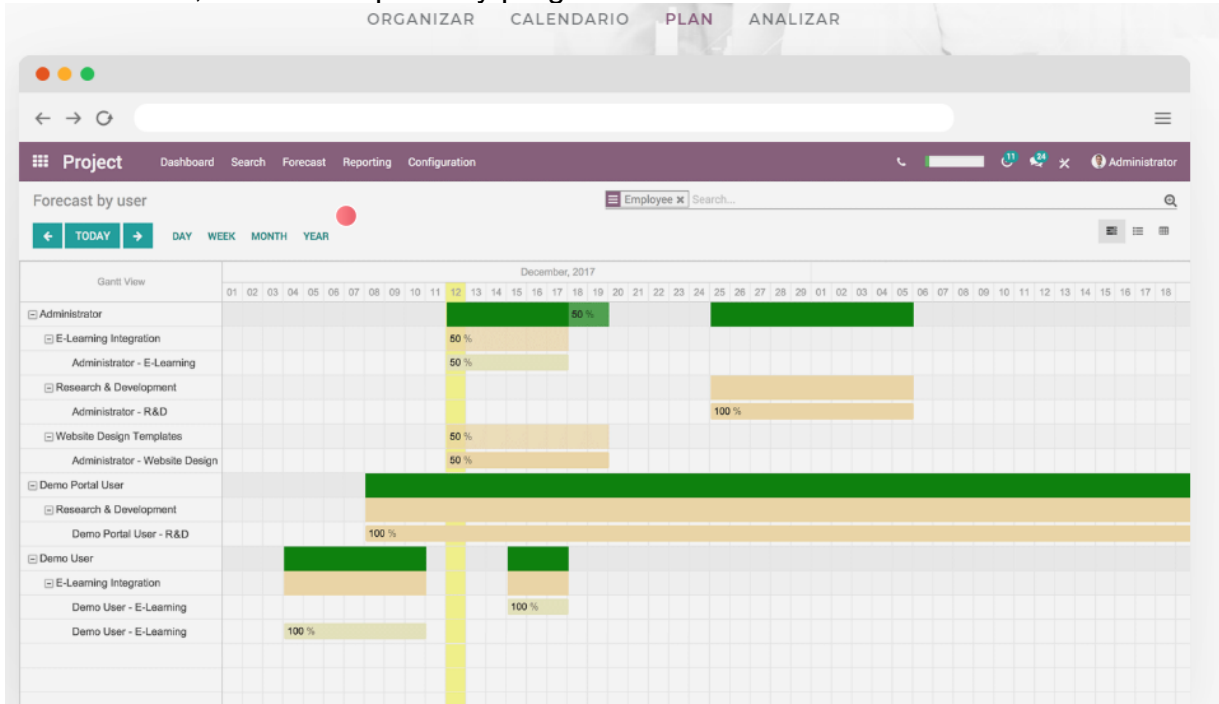 ORGANIZAR CALENDARIO PLAN ANALIZAR
Project Dashboard Search Forecast Reporting Configuration 11 24 Administrator
Forecast by user Employee Search...
TODAY DAY WEEK MONTH YEAR
Gantt View December, 2017
01 02 03 04 05 06 07 08 09 10 11 12 13 14 15 16 17 18 19 20 21 22 23 24 25 26 27 28 29 01 02 03 04 05 06 07 08 09 10 11 12 13 14 15 16 17 18
Administrator 50 %
E-Learning Integration 50 %
Administrator - E-Learning 50 %
Research & Development
Administrator - R&D 100 %
Website Design Templates 50 %
Administrator - Website Design 50 %
Demo Portal User
Research & Development
Demo Portal User - R&D 100 %
Demo User
E-Learning Integration
Demo User - E-Learning 100 %
Demo User - E-Learning 100 %